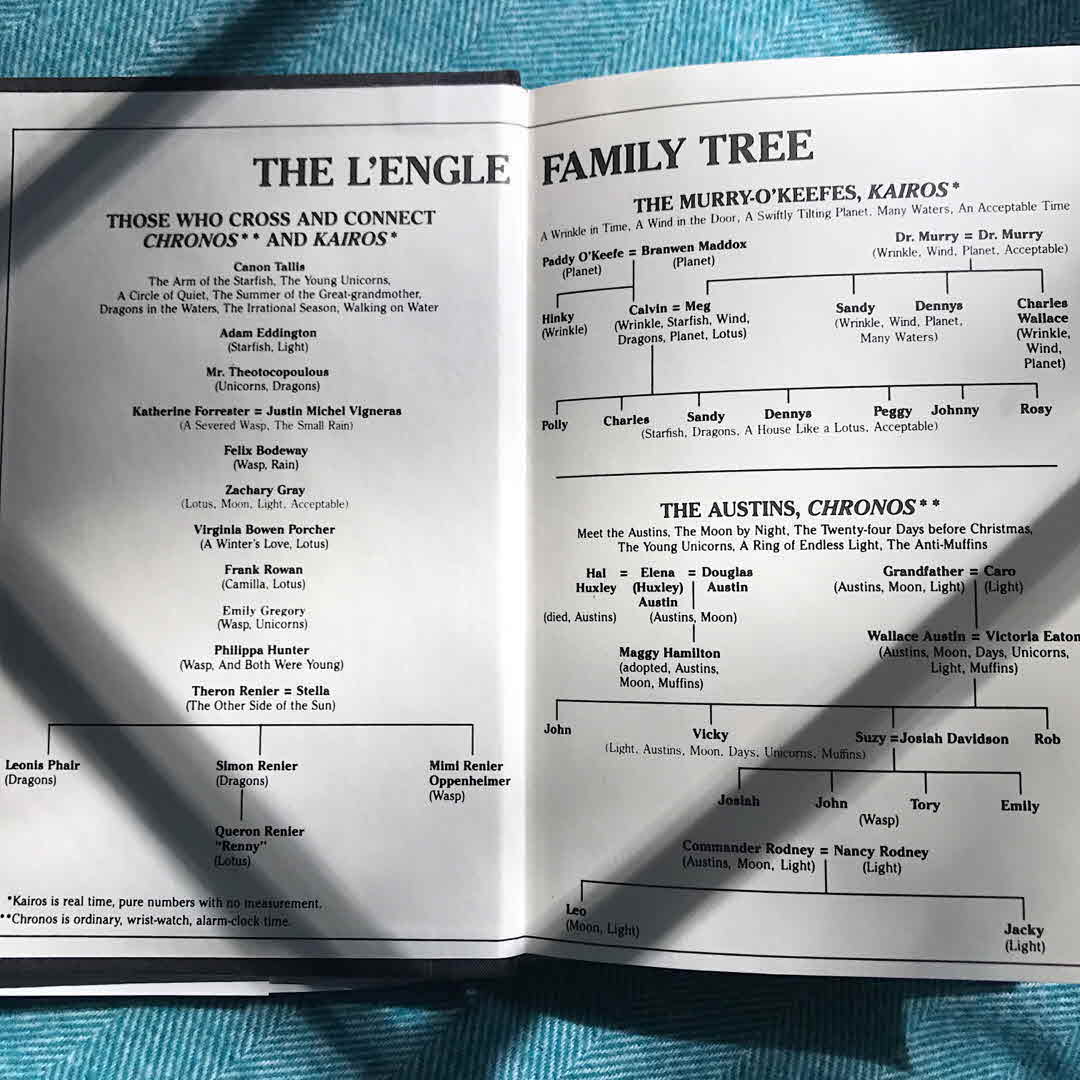 THE L'ENGLE FAMILY TREE
THOSE WHO CROSS AND CONNECT
CHRONOS** AND KAIROS*
Canon Tallis
The Arm of the Starfish, The Young Unicorns,
A Circle of Quiet, The Summer of the Great-grandmother,
Dragons in the Waters, The Irrational Season, Walking on Water
Adam Eddington
(Starfish, Light)
Mr. Theotocopoulous
(Unicorns, Dragons)
Katherine Forrester = Justin Michel Vigneras
(A Severed Wasp, The Small Rain)
Felix Bodeway
(Wasp, Rain)
Zachary Gray
(Lotus, Moon, Light, Acceptable)
Virginia Bowen Porcher
(A Winter's Love, Lotus)
Frank Rowan
(Camilla, Lotus)
Emily Gregory
(Wasp, Unicorns)
Philippa Hunter
(Wasp, And Both Were Young)
Theron Renier = Stella
(The Other Side of the Sun)
Leonis Phair
(Dragons)
Simon Renier
(Dragons)
Mimi Renier
Oppenheimer
(Wasp)
Queron Renier
"Renny"
(Lotus)
*Kairos is real time, pure numbers with no measurement.
**Chronos is ordinary, wrist-watch, alarm-clock time.
THE MURRY-O'KEEFES, KAIROS*
A Wrinkle in Time, A Wind in the Door, A Swiftly Tilting Planet, Many Waters, An Acceptable Time
Paddy O'Keefe = Branwen Maddox
(Planet) (Planet)
Dr. Murry = Dr. Murry
(Wrinkle, Wind, Planet, Acceptable)
Hinky
(Wrinkle)
Calvin = Meg
(Wrinkle, Starfish, Wind,
Dragons, Planet, Lotus)
Sandy Dennys
(Wrinkle, Wind, Planet,
Many Waters)
Charles
Wallace
(Wrinkle,
Wind,
Planet)
Polly Charles Sandy Dennys Peggy Johnny Rosy
(Starfish, Dragons, A House Like a Lotus, Acceptable)
THE AUSTINS, CHRONOS**
Meet the Austins, The Moon by Night, The Twenty-four Days before Christmas,
The Young Unicorns, A Ring of Endless Light, The Anti-Muffins
Hal = Elena = Douglas
Huxley (Huxley) Austin
Austin
(died, Austins) (Austins, Moon)
Grandfather = Caro
(Austins, Moon, Light) (Light)
Maggy Hamilton
(adopted, Austins,
Moon, Muffins)
Wallace Austin = Victoria Eaton
(Austins, Moon, Days, Unicorns,
Light, Muffins)
John Vicky Suzy = Josiah Davidson Rob
(Light, Austins, Moon, Days, Unicorns, Muffins)
Josiah John Tory Emily
(Wasp)
Commander Rodney = Nancy Rodney
(Austins, Moon, Light) (Light)
Leo
(Moon, Light)
Jacky
(Light)